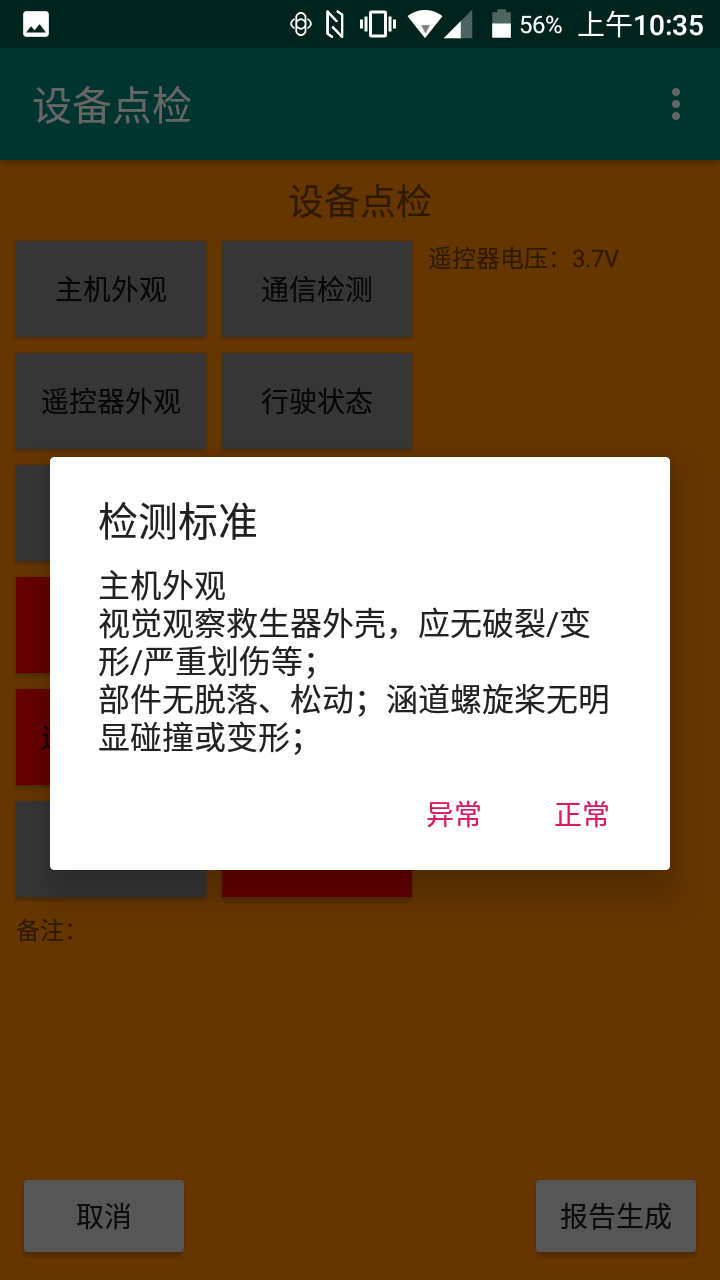 56% 上午10:35
设备点检
设备点检
主机外观 通信检测 遥控器电压：3.7V
遥控器外观 行驶状态
检测标准
主机外观
视觉观察救生器外壳，应无破裂/变
形/严重划伤等；
部件无脱落、松动；涵道螺旋桨无明
显碰撞或变形；
异常 正常
备注：
取消 报告生成